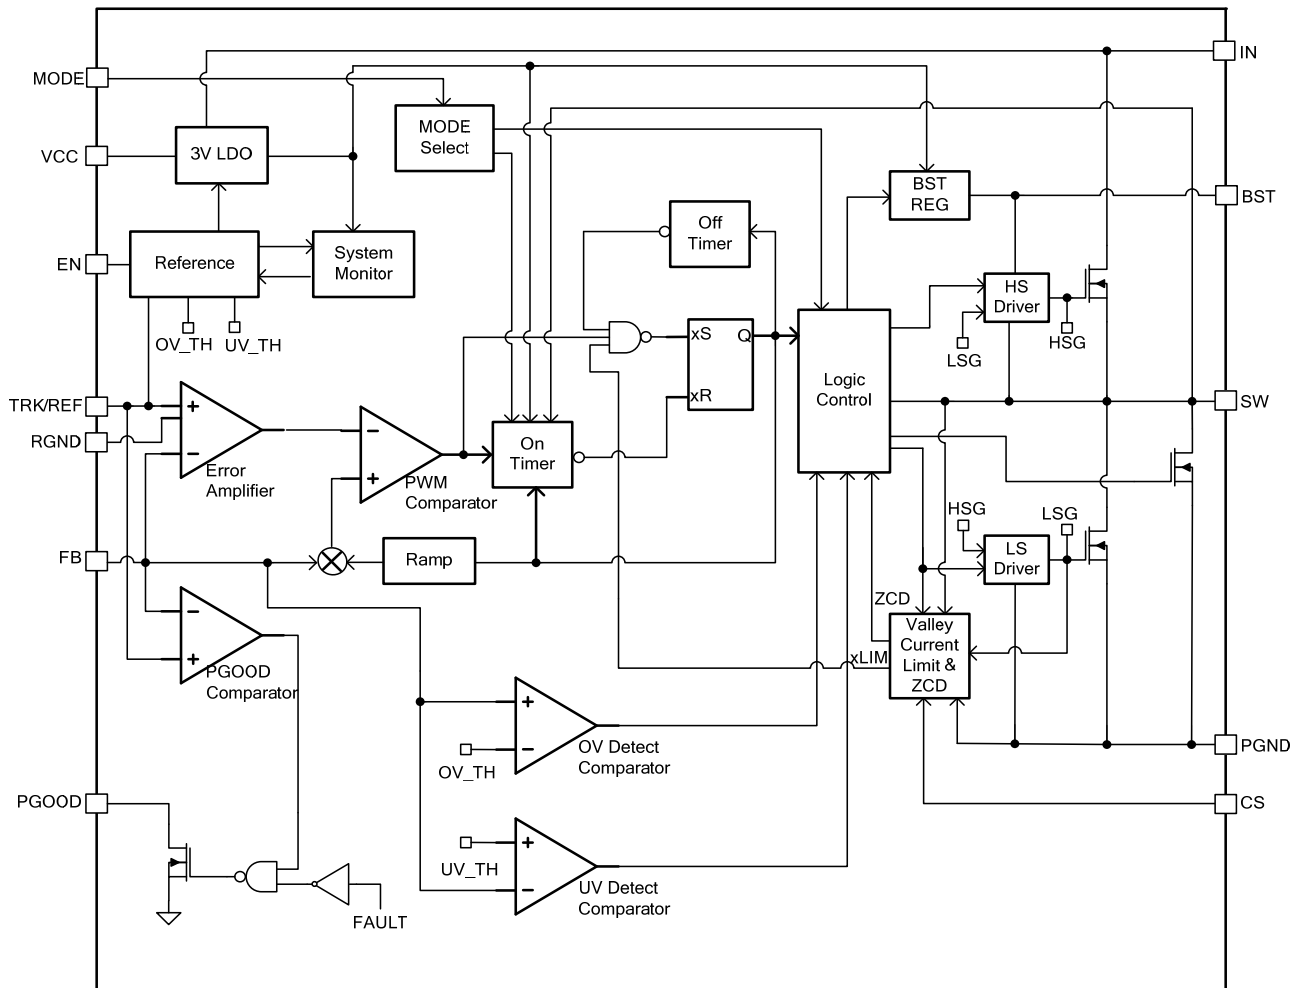 IN
MODE
MODE
Select
3V LDO
VCC
BST
REG
BST
Off
Timer
EN
Reference
System
Monitor
HS
Driver
OV_TH
UV_TH
xS
Q
LSG
HSG
Logic
Control
xR
TRK/REF
SW
RGND
On
Timer
Error
Amplifier
PWM
Comparator
HSG
LSG
FB
Ramp
LS
Driver
ZCD
Valley
Current
Limit &
ZCD
xLIM
PGOOD
Comparator
OV Detect
Comparator
OV_TH
PGND
PGOOD
CS
UV_TH
UV Detect
Comparator
FAULT